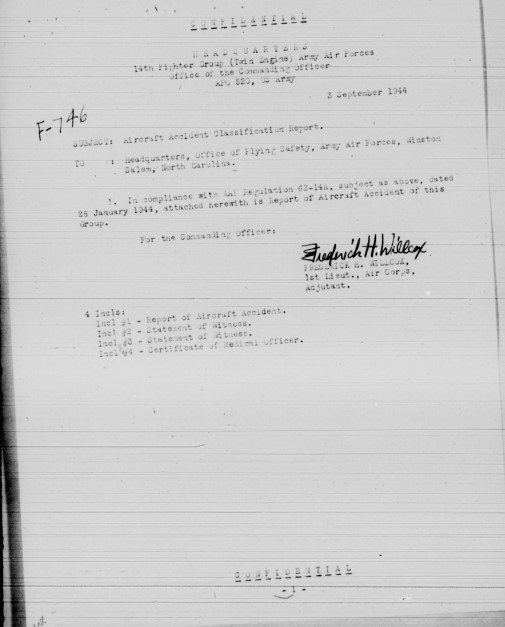 CONFIDENTIAL
HEADQUARTERS
14th Fighter Group (Twin Engine) Army Air Forces
Office of the Commanding Officer
APO 520, US Army
3 September 1944
F-746
SUBJECT: Aircraft Accident Classification Report.
TO : Headquarters, Office of Flying Safety, Army Air Forces, Winston
Salem, North Carolina.
1. In compliance with AAF Regulation 62-14A, subject as above, dated
28 January 1944, attached herewith is Report of Aircraft Accident of this
Group.
For the Commanding Officer:
Frederick H. Willcox
FREDERICK H. WILLCOX,
1st Lieut., Air Corps,
Adjutant.
4 Incls:
Incl #1 - Report of Aircraft Accident.
Incl #2 - Statement of Witness.
Incl #3 - Statement of Witness.
Incl #4 - Certificate of Medical Officer.
CONFIDENTIAL
- 1 -